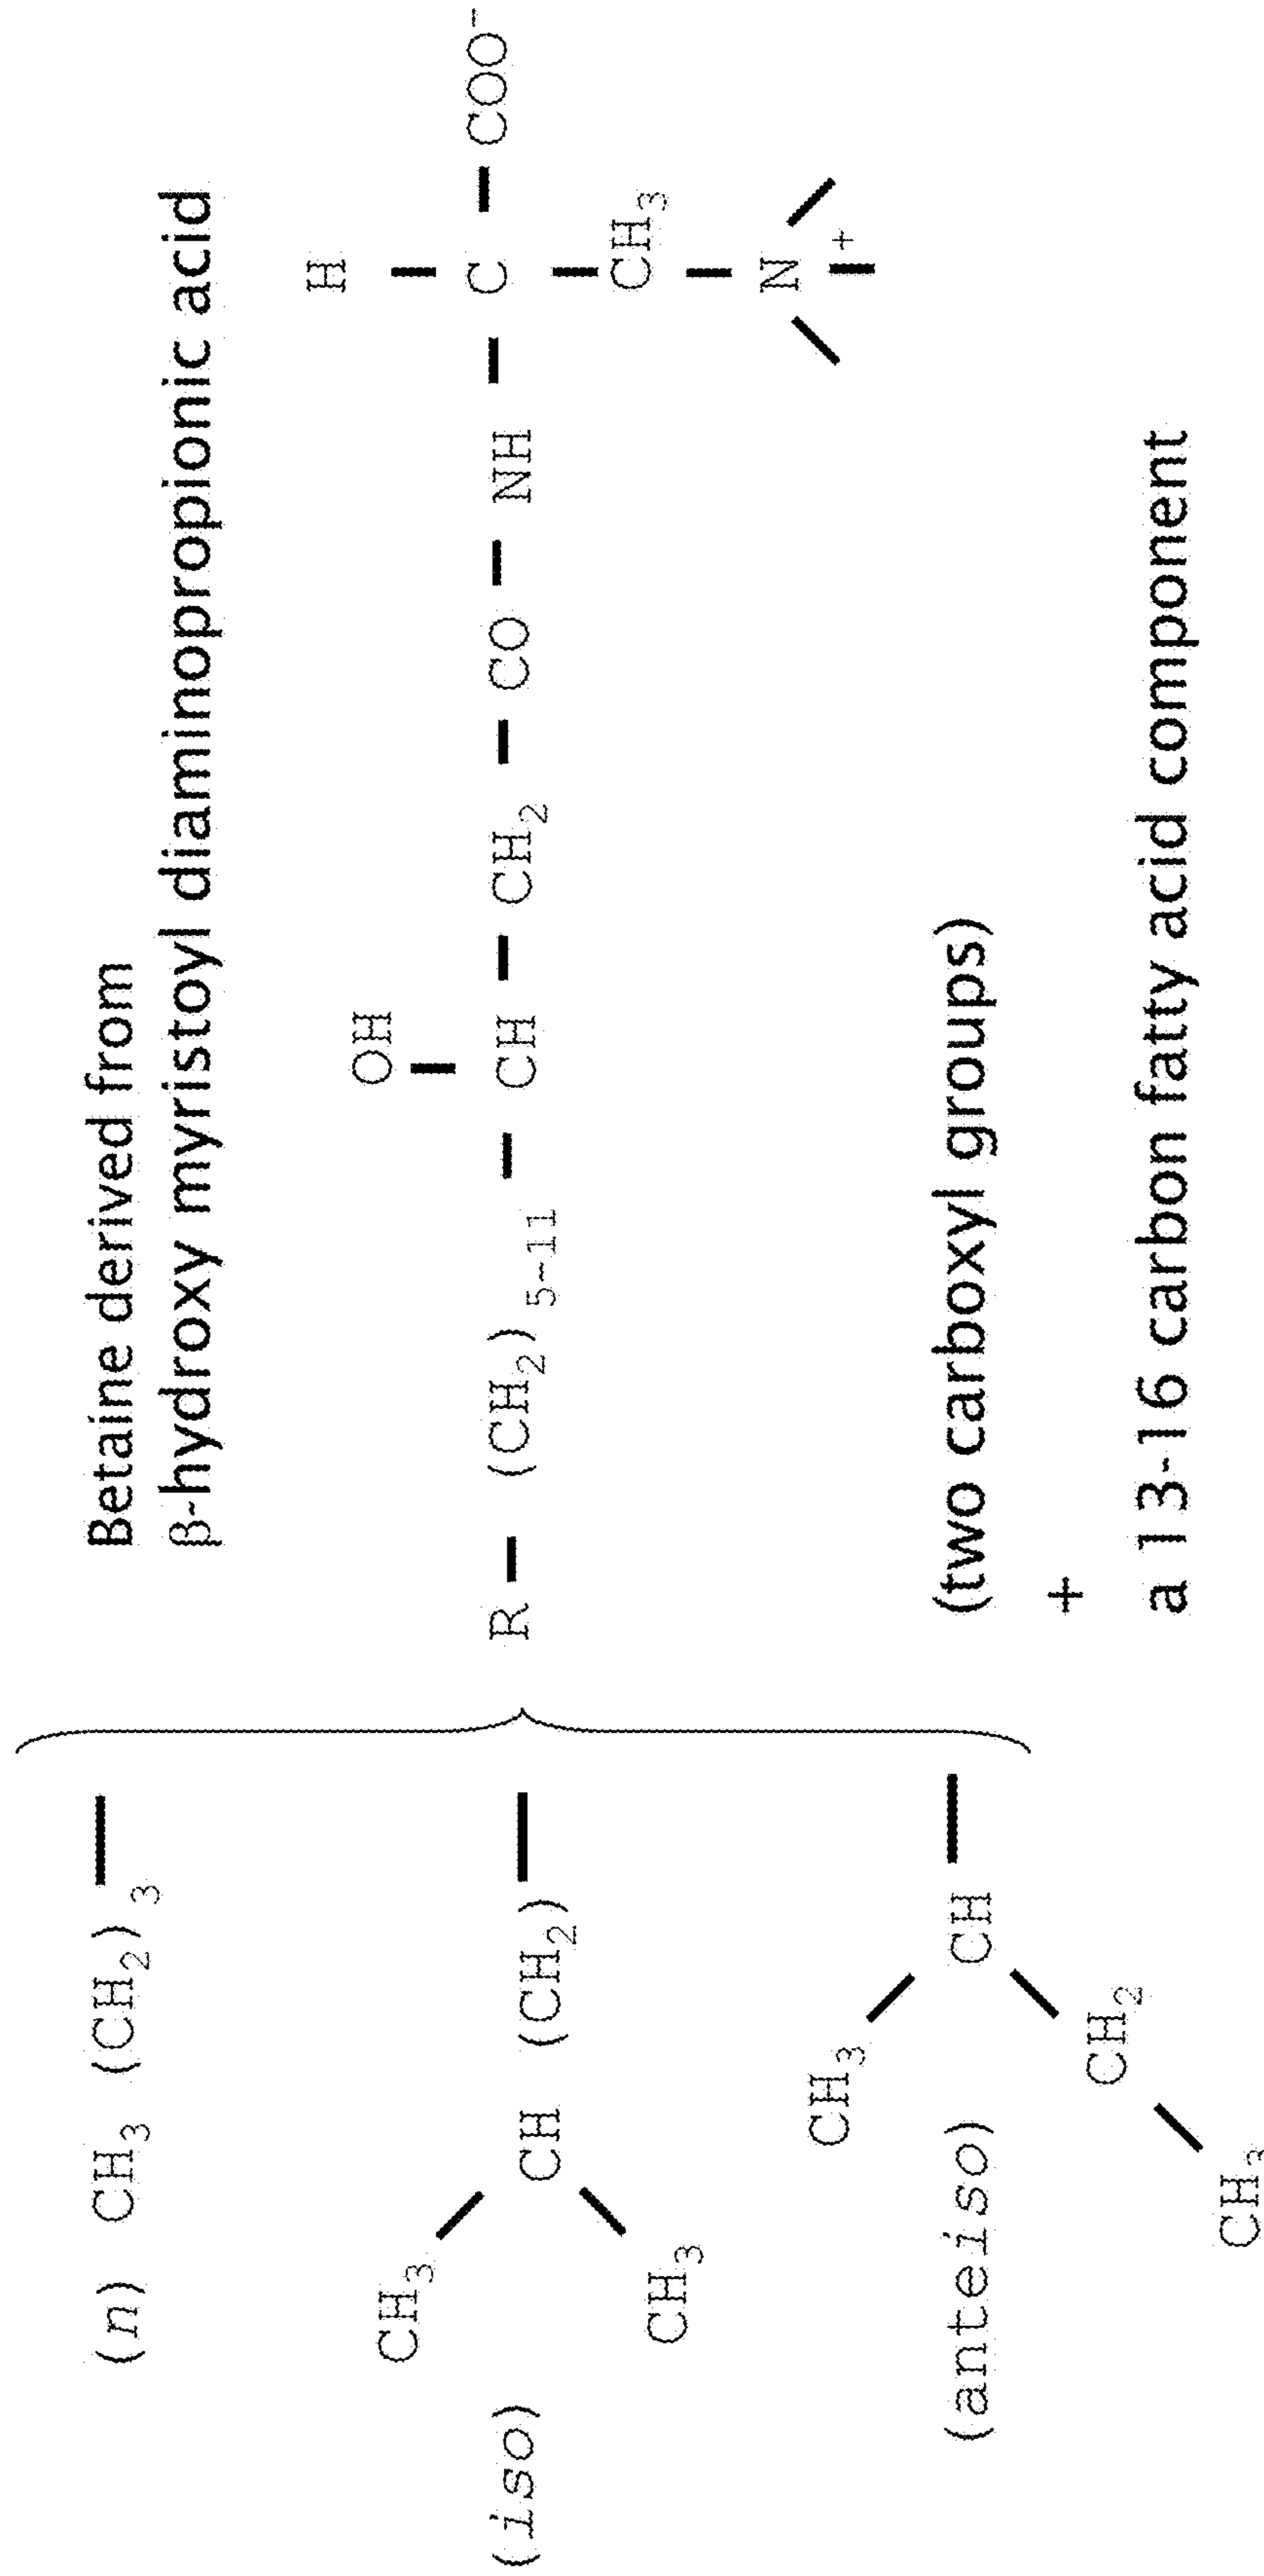 Betaine derived from
β-hydroxy myristoyl diaminopropionic acid
(n) CH3 (CH2)3
(iso) CH3 CH (CH2)
CH3
(anteiso) CH3
CH
CH2
CH3
H
OH
R – (CH2)5-11 – CH – CH2 – CO – NH – C – COO−
CH3
N
+
(two carboxyl groups)
+
a 13-16 carbon fatty acid component